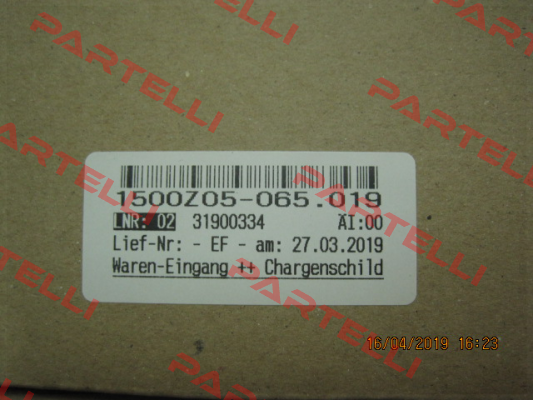 1500Z05-065.019
LNR: 02 31900334 ÄI:00
Lief-Nr: - EF - am: 27.03.2019
Waren-Eingang ++ Chargenschild
16/04/2019 16:23
PARTELLI
PARTELLI
PARTELLI
PARTELLI
PARTELLI
PARTELLI